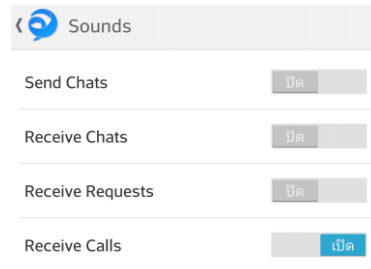 Sounds
Send Chats ปิด
Receive Chats ปิด
Receive Requests ปิด
Receive Calls เปิด